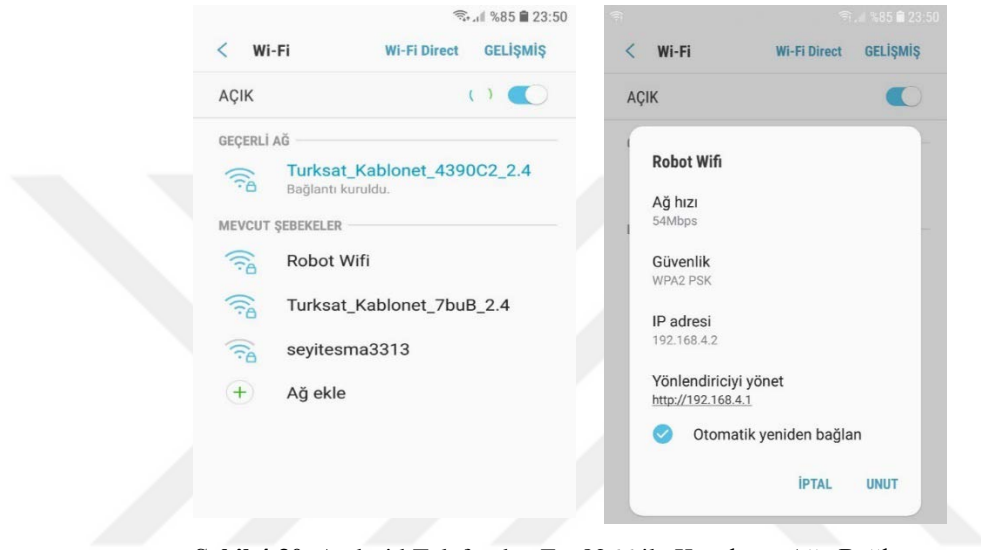 %85 23:50
Wi-Fi Wi-Fi Direct GELİŞMİŞ
AÇIK
GEÇERLİ AĞ
Turksat_Kablonet_4390C2_2.4
Bağlantı kuruldu.
MEVCUT ŞEBEKELER
Robot Wifi
Turksat_Kablonet_7buB_2.4
seyitesma3313
Ağ ekle
%85 23:50
Wi-Fi Wi-Fi Direct GELİŞMİŞ
AÇIK
Robot Wifi
Ağ hızı
54Mbps
Güvenlik
WPA2 PSK
IP adresi
192.168.4.2
Yönlendiriciyi yönet
http://192.168.4.1
Otomatik yeniden bağlan
İPTAL UNUT